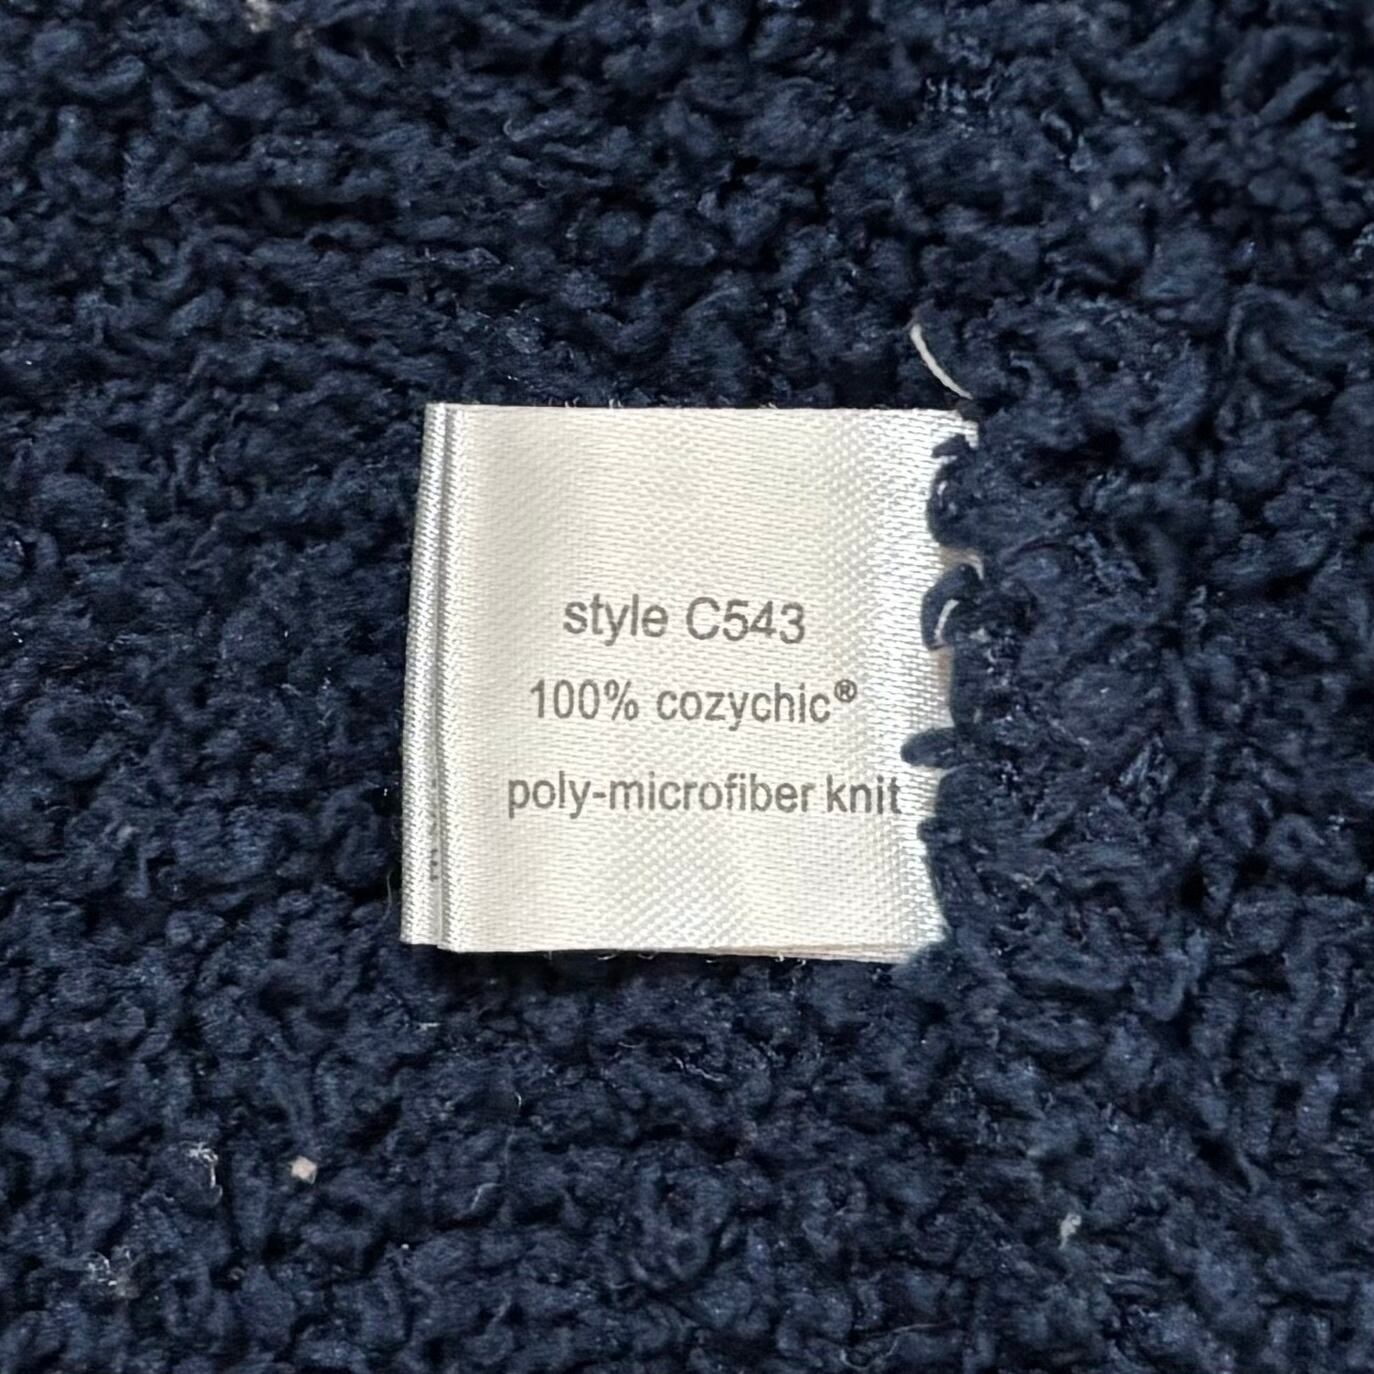 style C543
100% cozychic®
poly-microfiber knit